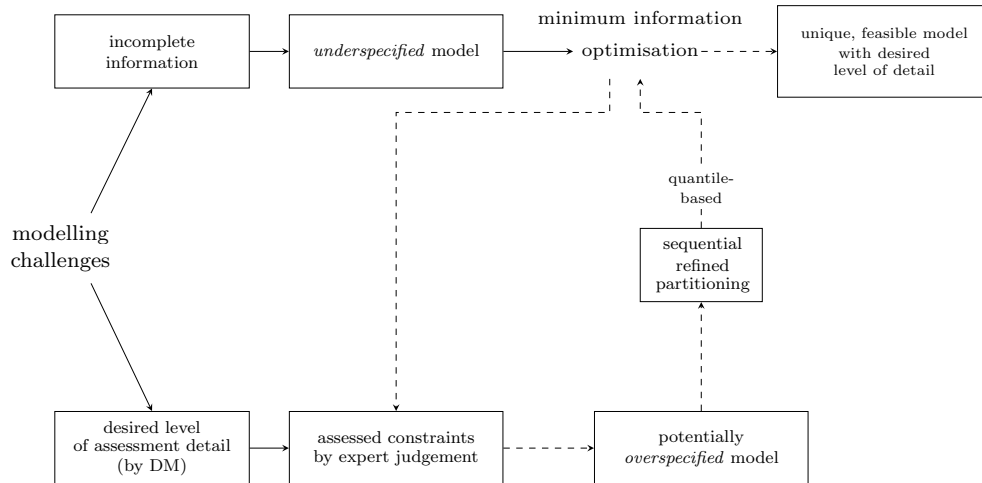 incomplete
information
underspecified model
minimum information
optimisation
unique, feasible model
with desired
level of detail
quantile-
based
modelling
challenges
sequential
refined
partitioning
desired level
of assessment detail
(by DM)
assessed constraints
by expert judgement
potentially
overspecified model